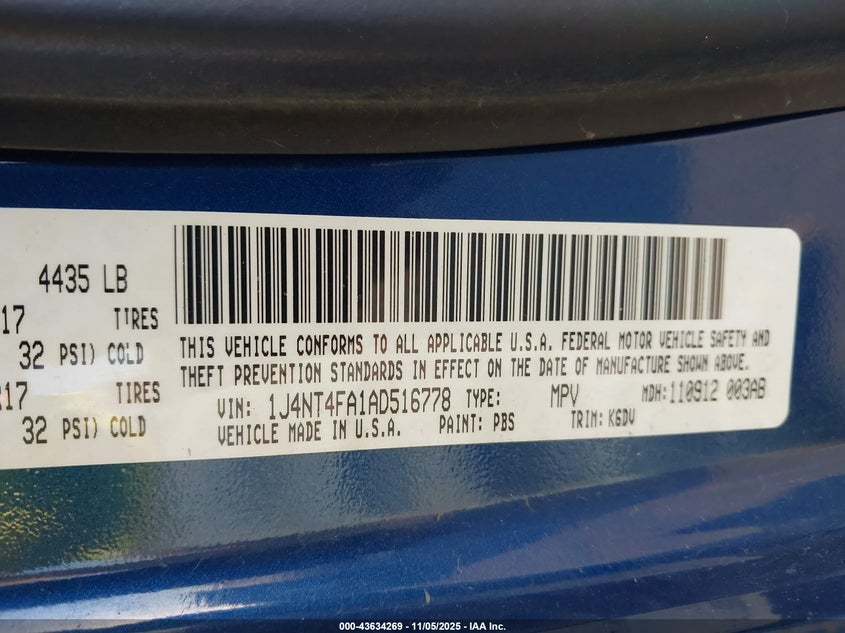 4435 LB
17 TIRES
32 PSI) COLD
17 TIRES
32 PSI) COLD
THIS VEHICLE CONFORMS TO ALL APPLICABLE U.S.A. FEDERAL MOTOR VEHICLE SAFETY AND
THEFT PREVENTION STANDARDS IN EFFECT ON THE DATE OF MANUFACTURE SHOWN ABOVE.
VIN: 1J4NT4FA1AD516778 TYPE: MPV MDH: 110912 003AB
VEHICLE MADE IN U.S.A. PAINT: PBS TRIM: K6DV
000-43634269 - 11/05/2025 - IAA Inc.